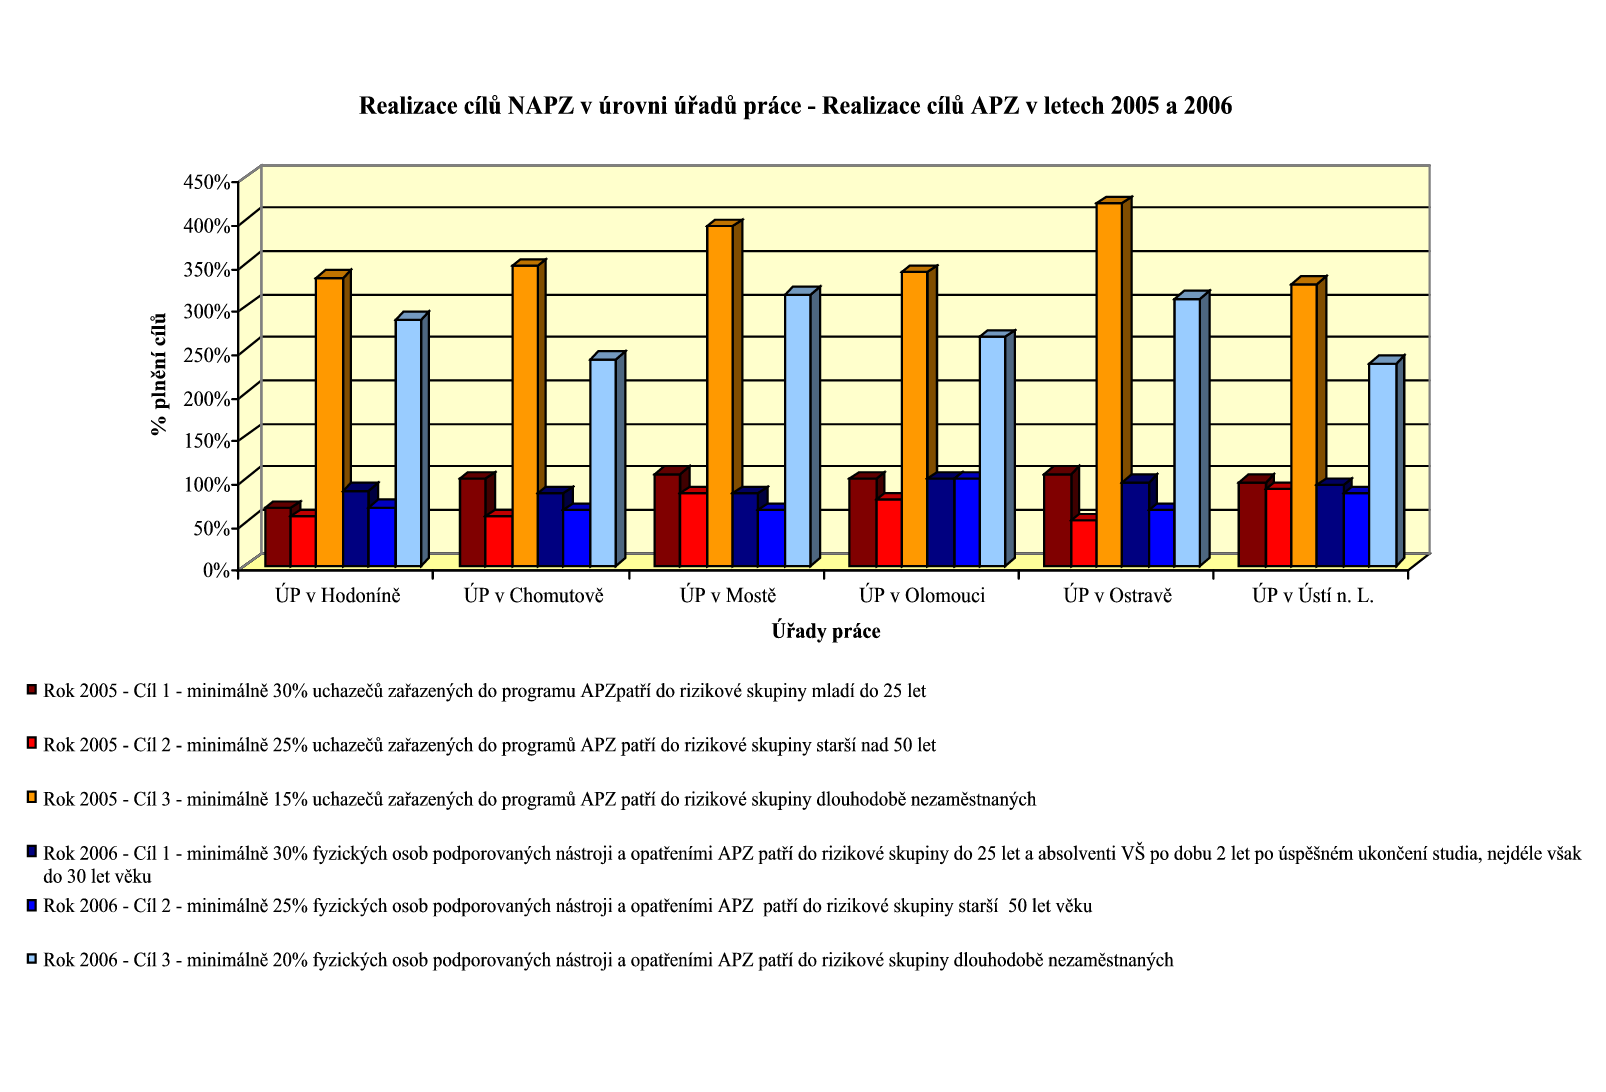 Realizace cílů NAPZ v úrovni úřadů práce - Realizace cílů APZ v letech 2005 a 2006
450%
400%
350%
300%
250%
200%
150%
100%
50%
0%
% plnění cílů
ÚP v Hodoníně ÚP v Chomutově ÚP v Mostě ÚP v Olomouci ÚP v Ostravě ÚP v Ústí n. L.
Úřady práce
Rok 2005 - Cíl 1 - minimálně 30% uchazečů zařazených do programu APZpatří do rizikové skupiny mladí do 25 let
Rok 2005 - Cíl 2 - minimálně 25% uchazečů zařazených do programů APZ patří do rizikové skupiny starší nad 50 let
Rok 2005 - Cíl 3 - minimálně 15% uchazečů zařazených do programů APZ patří do rizikové skupiny dlouhodobě nezaměstnaných
Rok 2006 - Cíl 1 - minimálně 30% fyzických osob podporovaných nástroji a opatřeními APZ patří do rizikové skupiny do 25 let a absolventi VŠ po dobu 2 let po úspěšném ukončení studia, nejdéle však
do 30 let věku
Rok 2006 - Cíl 2 - minimálně 25% fyzických osob podporovaných nástroji a opatřeními APZ  patří do rizikové skupiny starší  50 let věku
Rok 2006 - Cíl 3 - minimálně 20% fyzických osob podporovaných nástroji a opatřeními APZ patří do rizikové skupiny dlouhodobě nezaměstnaných